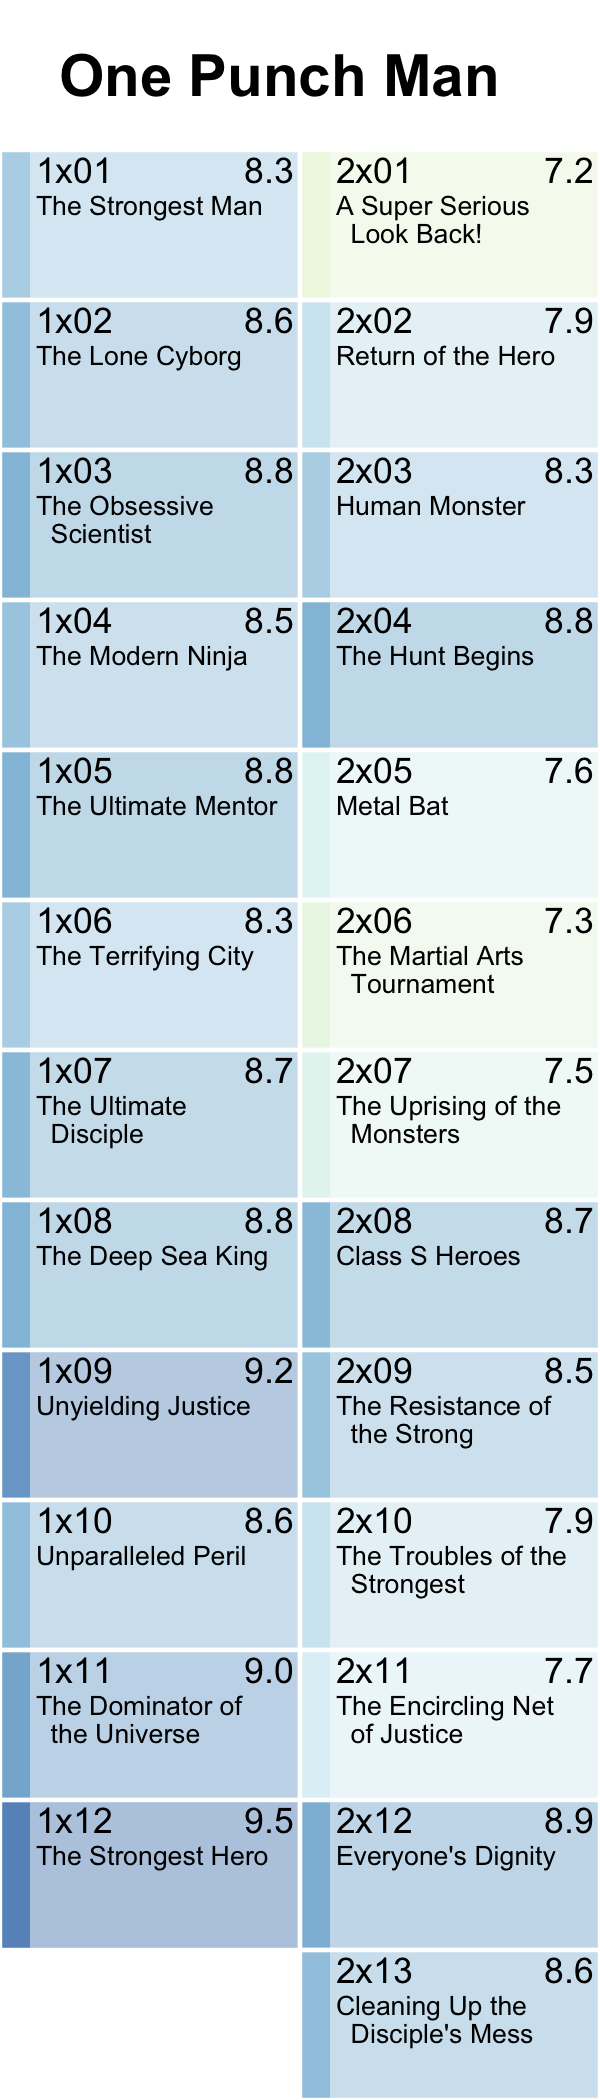 One Punch Man
1x01 8.3
The Strongest Man
1x02 8.6
The Lone Cyborg
1x03 8.8
The Obsessive
Scientist
1x04 8.5
The Modern Ninja
1x05 8.8
The Ultimate Mentor
1x06 8.3
The Terrifying City
1x07 8.7
The Ultimate
Disciple
1x08 8.8
The Deep Sea King
1x09 9.2
Unyielding Justice
1x10 8.6
Unparalleled Peril
1x11 9.0
The Dominator of
the Universe
1x12 9.5
The Strongest Hero
2x01 7.2
A Super Serious
Look Back!
2x02 7.9
Return of the Hero
2x03 8.3
Human Monster
2x04 8.8
The Hunt Begins
2x05 7.6
Metal Bat
2x06 7.3
The Martial Arts
Tournament
2x07 7.5
The Uprising of the
Monsters
2x08 8.7
Class S Heroes
2x09 8.5
The Resistance of
the Strong
2x10 7.9
The Troubles of the
Strongest
2x11 7.7
The Encircling Net
of Justice
2x12 8.9
Everyone's Dignity
2x13 8.6
Cleaning Up the
Disciple's Mess